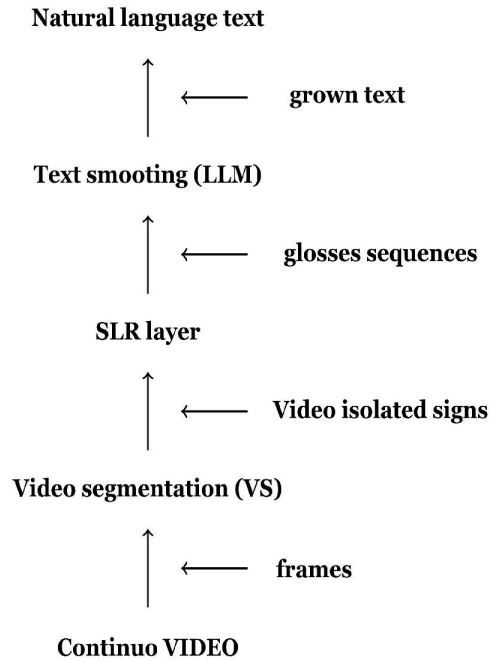 Natural language text
grown text
Text smooting (LLM)
glosses sequences
SLR layer
Video isolated signs
Video segmentation (VS)
frames
Continuo VIDEO